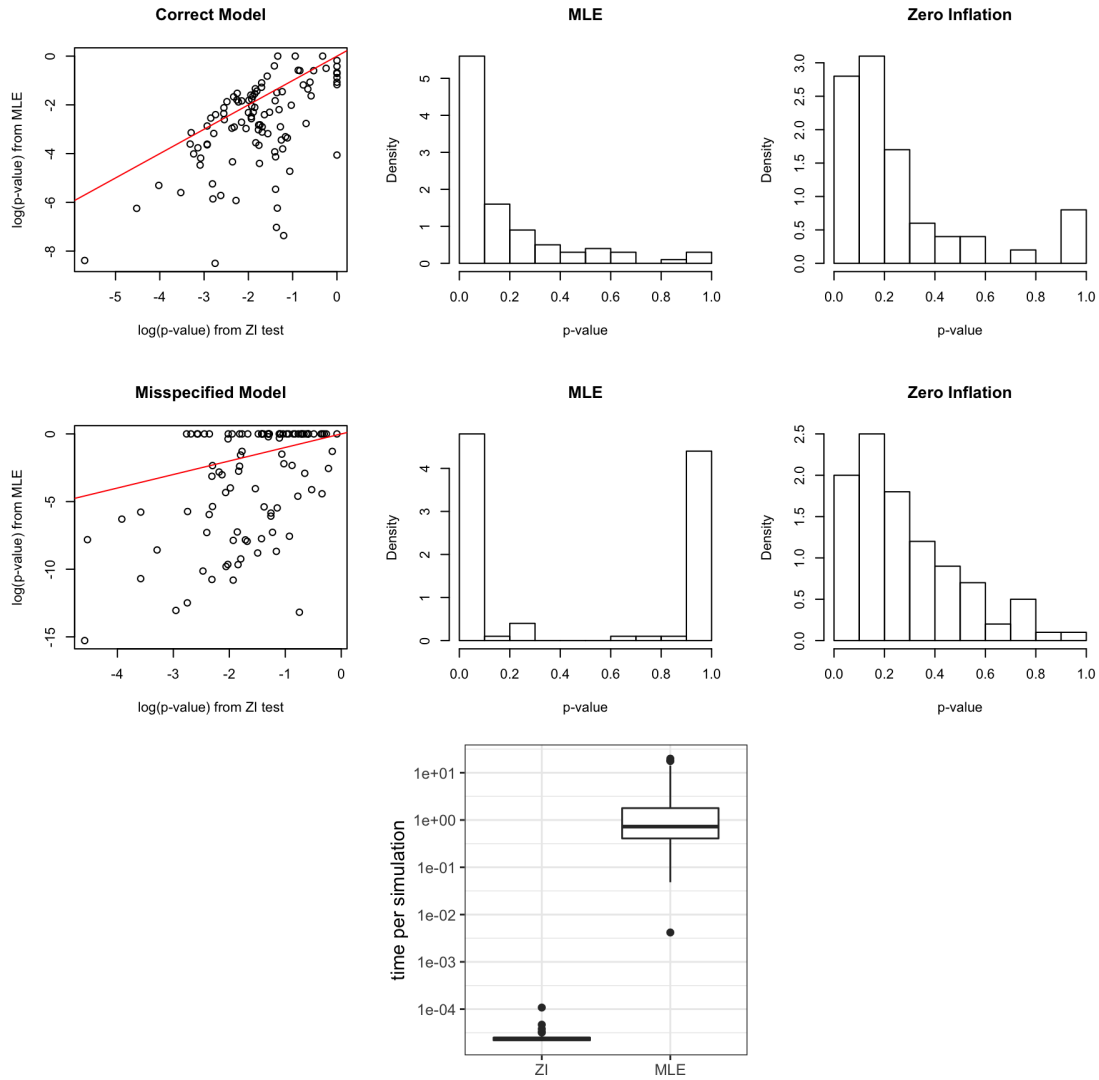 Correct Model
MLE
Zero Inflation
log(p-value) from MLE
0
-2
-4
-6
-8
-5
-4
-3
-2
-1
0
log(p-value) from ZI test
Density
5
4
3
2
1
0
0.0
0.2
0.4
0.6
0.8
1.0
p-value
Density
3.0
2.5
2.0
1.5
1.0
0.5
0.0
0.0
0.2
0.4
0.6
0.8
1.0
p-value
Misspecified Model
MLE
Zero Inflation
log(p-value) from MLE
0
-5
-10
-15
-4
-3
-2
-1
0
log(p-value) from ZI test
Density
4
3
2
1
0
0.0
0.2
0.4
0.6
0.8
1.0
p-value
Density
2.5
2.0
1.5
1.0
0.5
0.0
0.0
0.2
0.4
0.6
0.8
1.0
p-value
time per simulation
1e+01
1e+00
1e-01
1e-02
1e-03
1e-04
ZI
MLE